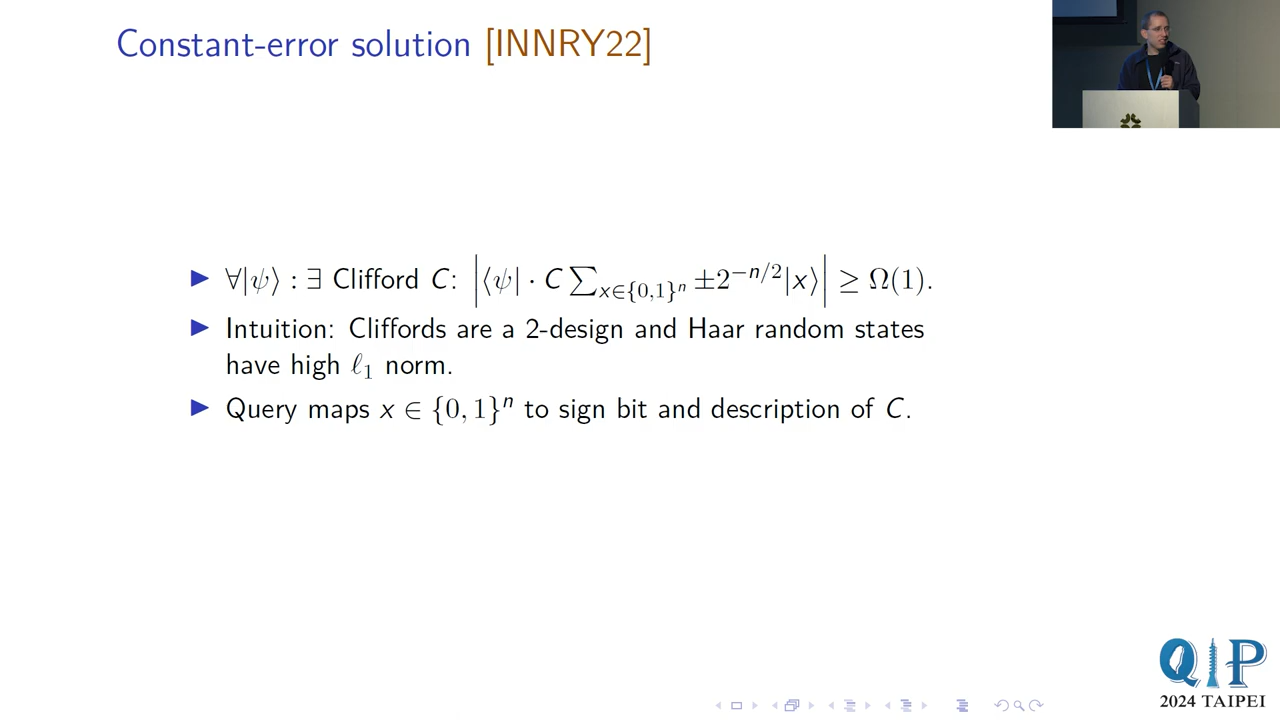 Constant-error solution [INNRY22]
▶ ∀|ψ⟩ : ∃ Clifford C: |⟨ψ| · C ∑_{x∈{0,1}^n} ±2^{−n/2}|x⟩| ≥ Ω(1).
▶ Intuition: Cliffords are a 2-design and Haar random states
have high ℓ₁ norm.
▶ Query maps x ∈ {0, 1}^n to sign bit and description of C.
QIP
2024 TAIPEI